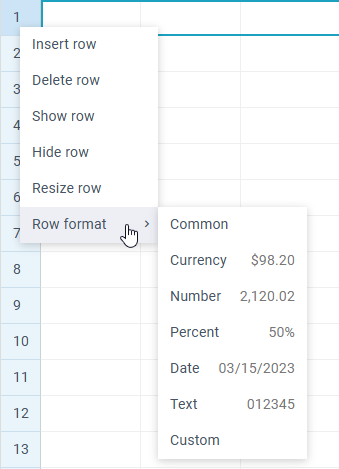 1
Insert row
2
Delete row
3
Show row
4
Hide row
5
Resize row
6
Row format
7
Common
8
Currency $98.20
9
Number 2,120.02
10
Percent 50%
11
Date 03/15/2023
12
Text 012345
13
Custom